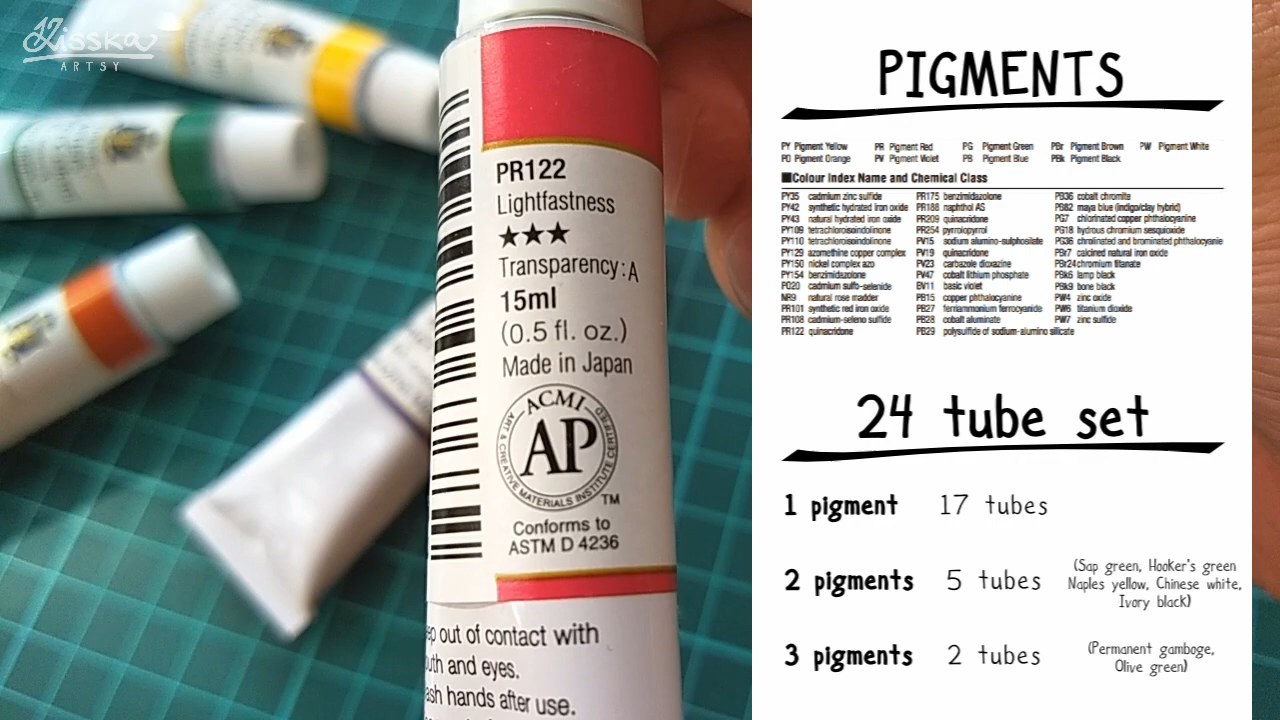 Lisska
ARTSY
PR122
Lightfastness
★★★
Transparency:A
15ml
(0.5 fl. oz.)
Made in Japan
ACMI
AP
ART & CREATIVE MATERIALS INSTITUTE CERTIFIED
TM
Conforms to
ASTM D 4236
out of contact with
and eyes.
hands after use.
PIGMENTS
PY Pigment Yellow PR Pigment Red PG Pigment Green PBr Pigment Brown PW Pigment White
PO Pigment Orange PV Pigment Violet PB Pigment Blue PBk Pigment Black
■Colour Index Name and Chemical Class
PY35 cadmium zinc sulfide PR175 benzimidazolone PB36 cobalt chromite
PY42 synthetic hydrated iron oxide PR188 naphthol AS PB82 maya blue (indigo/clay hybrid)
PY43 natural hydrated iron oxide PR209 quinacridone PG7 chlorinated copper phthalocyanine
PY109 tetrachloroisoindolinone PR254 pyrrolopyrrol PG18 hydrous chromium sesquioxide
PY110 tetrachloroisoindolinone PV15 sodium alumino-sulphosilate PG36 chrolinated and brominated phthalocyanie
PY129 azomethine copper complex PV19 quinacridone PBr7 calcined natural iron oxide
PY150 nickel complex azo PV23 carbazole dioxazine PBr24 chromium titanate
PY154 benzimidazolone PV47 cobalt lithium phosphate PBk6 lamp black
PO20 cadmium sulfo-selenide BV11 basic violet PBk9 bone black
NR9 natural rose madder PB15 copper phthalocyanine PW4 zinc oxide
PR101 synthetic red iron oxide PB27 ferriammonium ferrocyanide PW6 titanium dioxide
PR108 cadmium-seleno sulfide PB28 cobalt aluminate PW7 zinc sulfide
PR122 quinacridone PB29 polysulfide of sodium-alumino silicate
24 tube set
1 pigment 17 tubes
2 pigments 5 tubes (Sap green, Hooker's green
Naples yellow, Chinese white,
Ivory black)
3 pigments 2 tubes (Permanent gamboge,
Olive green)